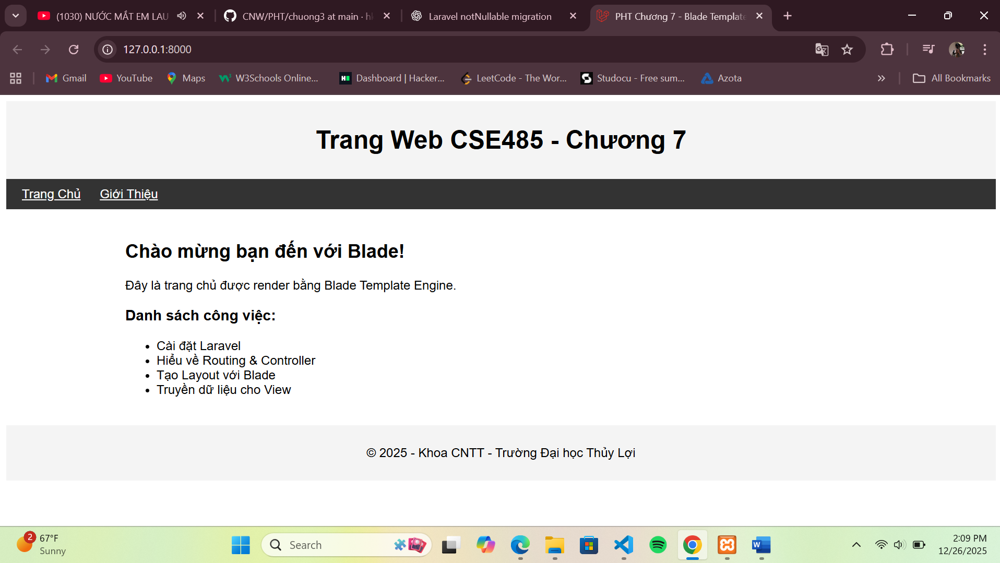 (1030) NƯỚC MẮT EM LAU
CNW/PHT/chuong3 at main · hl
Laravel notNullable migration
PHT Chương 7 - Blade Template
127.0.0.1:8000
Gmail
YouTube
Maps
W3Schools Online...
Dashboard | Hacker...
LeetCode - The Wor...
Studocu - Free sum...
Azota
All Bookmarks
Trang Web CSE485 - Chương 7
Trang Chủ Giới Thiệu
Chào mừng bạn đến với Blade!
Đây là trang chủ được render bằng Blade Template Engine.
Danh sách công việc:
• Cài đặt Laravel
• Hiểu về Routing & Controller
• Tạo Layout với Blade
• Truyền dữ liệu cho View
© 2025 - Khoa CNTT - Trường Đại học Thủy Lợi
2
67°F
Sunny
Search
2:09 PM
12/26/2025